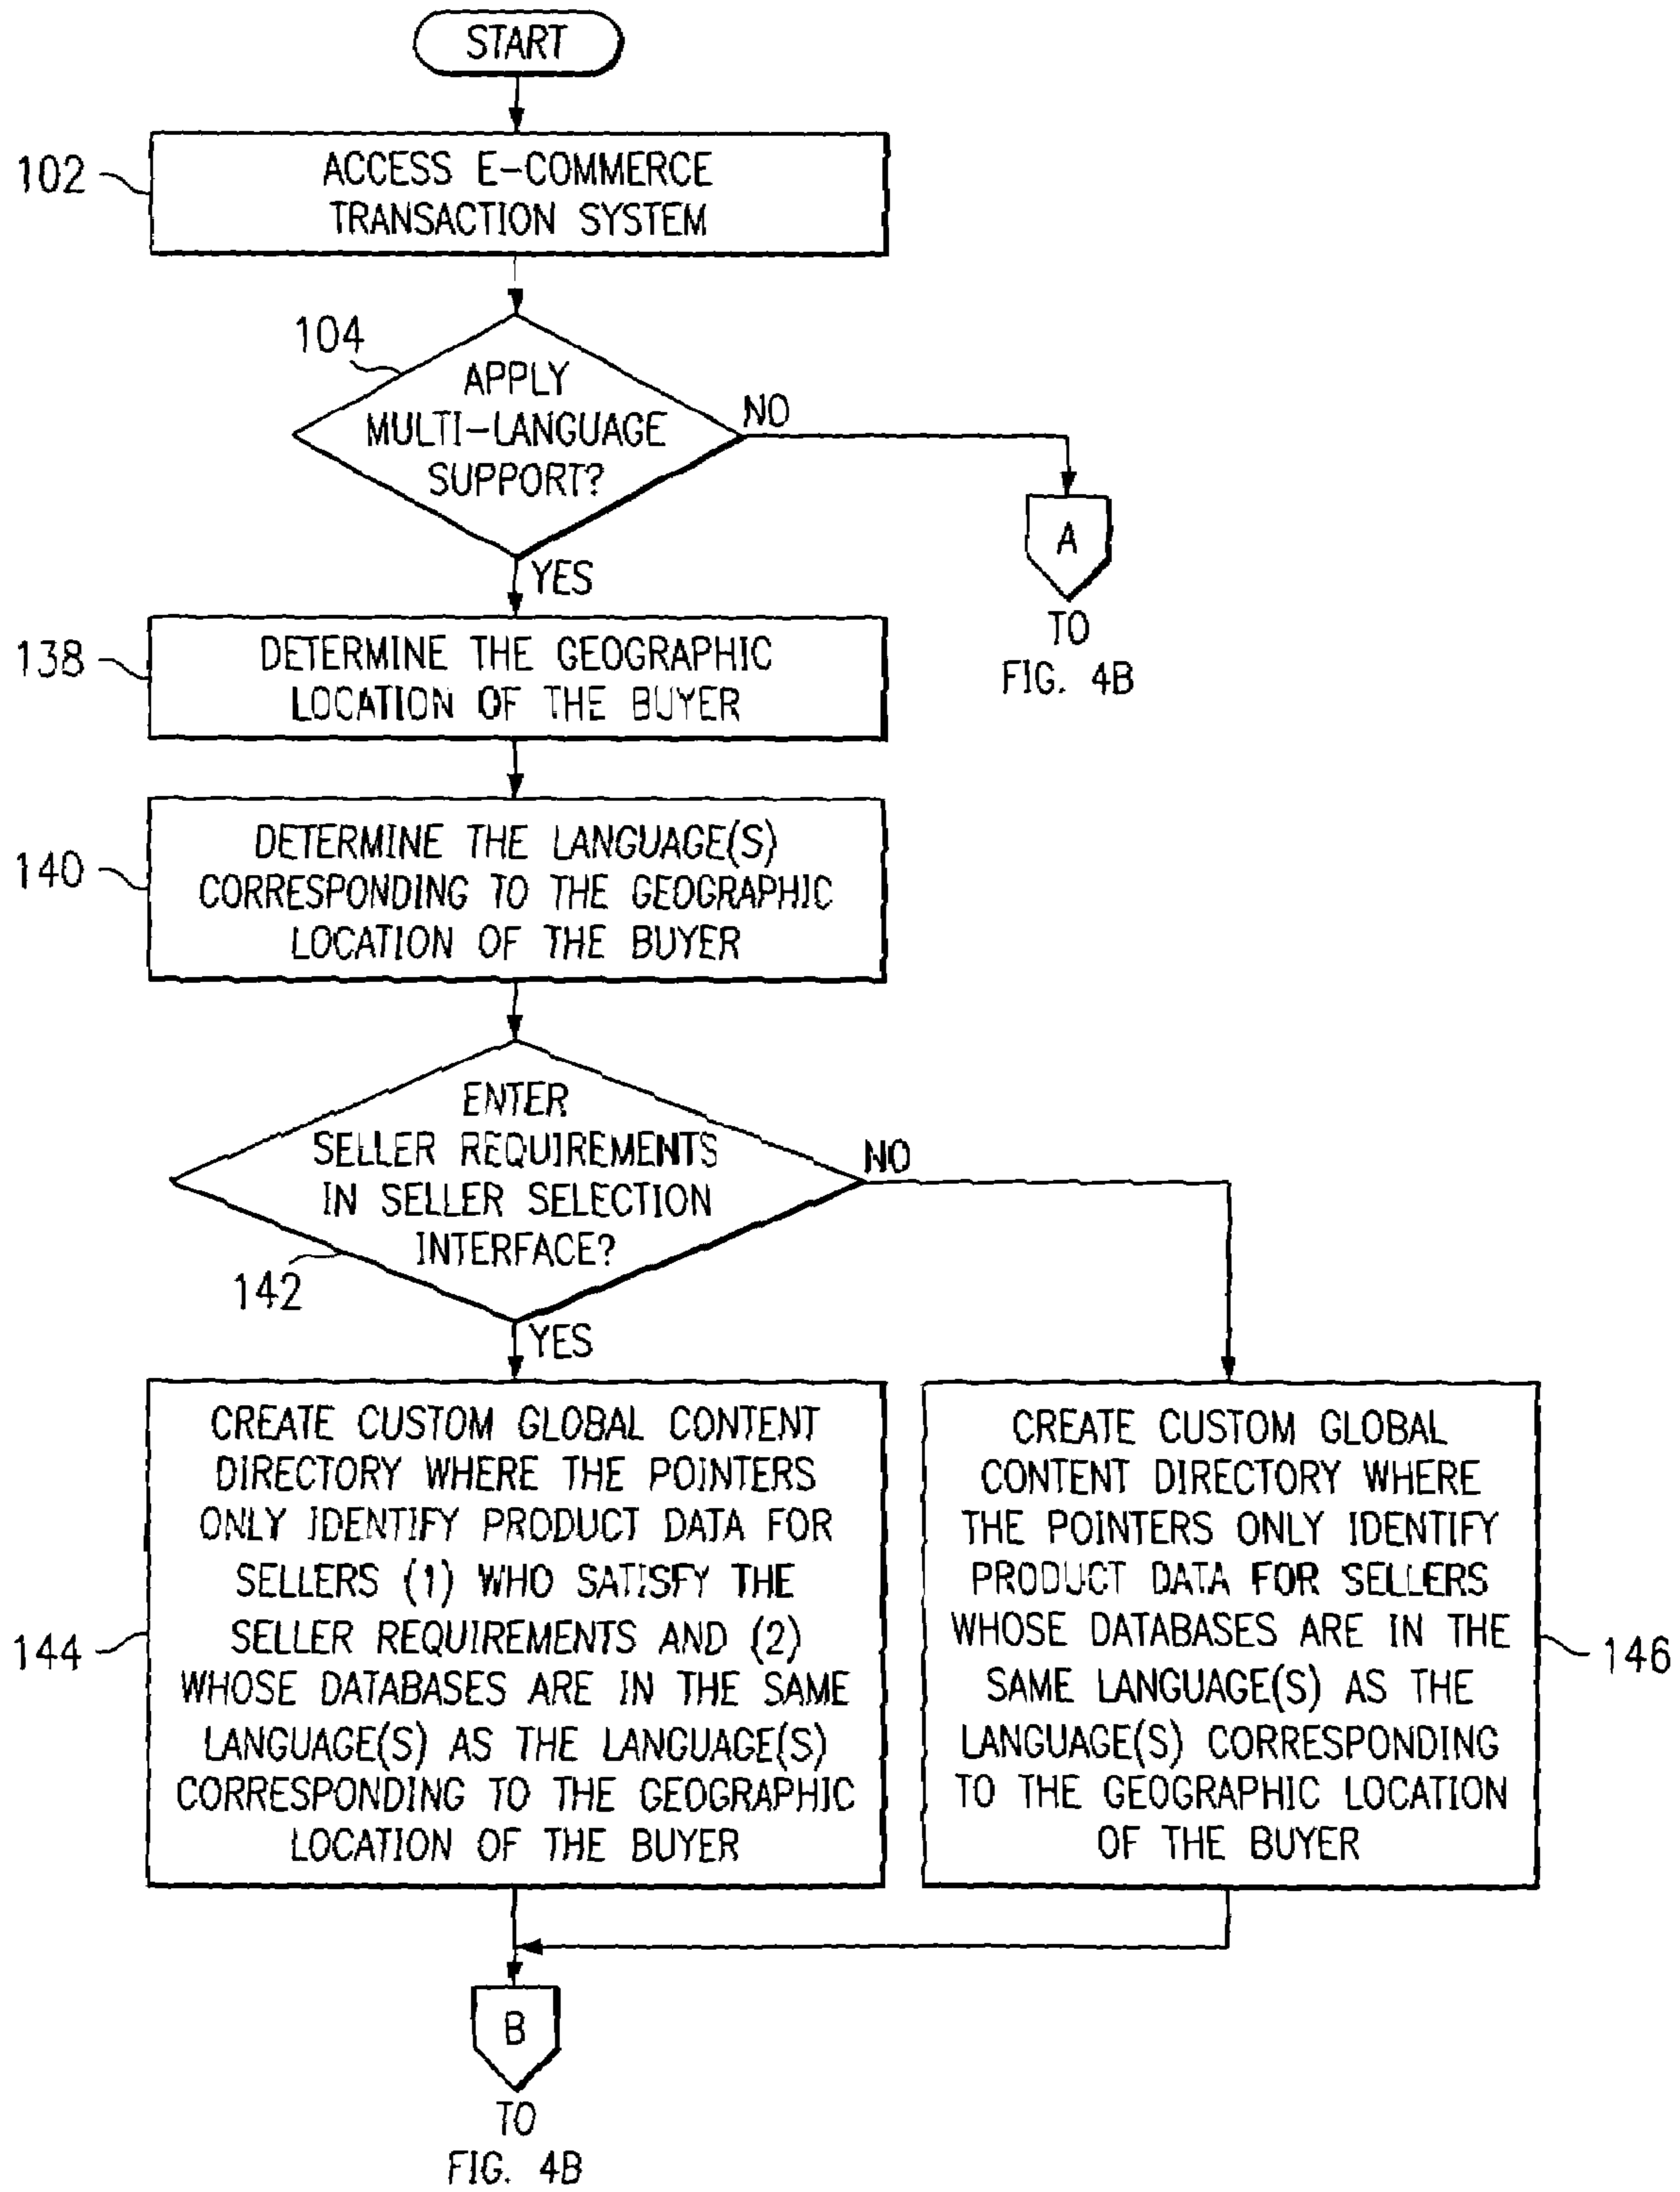 START
102
ACCESS E-COMMERCE
TRANSACTION SYSTEM
104
APPLY
MULTI-LANGUAGE
SUPPORT?
NO
A
TO
FIG. 4B
YES
138
DETERMINE THE GEOGRAPHIC
LOCATION OF THE BUYER
140
DETERMINE THE LANGUAGE(S)
CORRESPONDING TO THE GEOGRAPHIC
LOCATION OF THE BUYER
ENTER
SELLER REQUIREMENTS
IN SELLER SELECTION
INTERFACE?
142
NO
YES
144
CREATE CUSTOM GLOBAL CONTENT
DIRECTORY WHERE THE POINTERS
ONLY IDENTIFY PRODUCT DATA FOR
SELLERS (1) WHO SATISFY THE
SELLER REQUIREMENTS AND (2)
WHOSE DATABASES ARE IN THE SAME
LANGUAGE(S) AS THE LANGUAGE(S)
CORRESPONDING TO THE GEOGRAPHIC
LOCATION OF THE BUYER
CREATE CUSTOM GLOBAL
CONTENT DIRECTORY WHERE
THE POINTERS ONLY IDENTIFY
PRODUCT DATA FOR SELLERS
WHOSE DATABASES ARE IN THE
SAME LANGUAGE(S) AS THE
LANGUAGE(S) CORRESPONDING
TO THE GEOGRAPHIC LOCATION
OF THE BUYER
146
B
TO
FIG. 4B